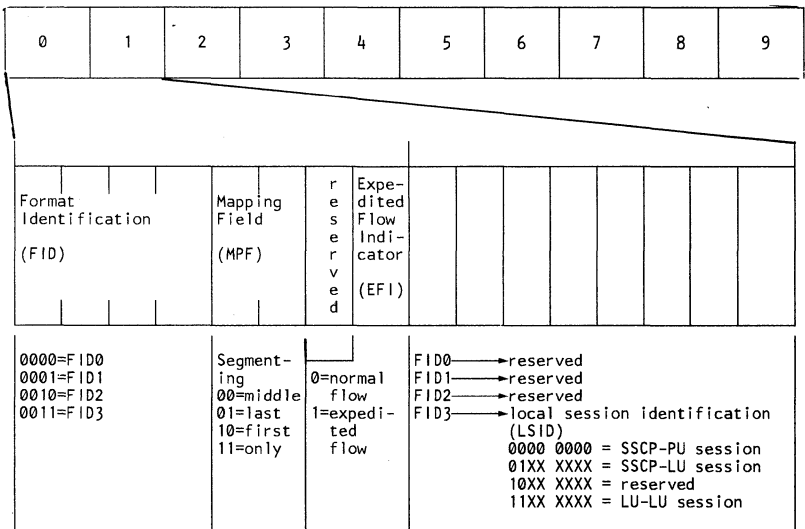 0 1 2 3 4 5 6 7 8 9
Format
Identification
(FID)
Mapping
Field
(MPF)
reserved
Expe-
dited
Flow
Indi-
cator
(EFI)
0000=FID0
0001=FID1
0010=FID2
0011=FID3
Segment-
ing
00=middle
01=last
10=first
11=only
0=normal
flow
1=expedi-
ted
flow
FID0→reserved
FID1→reserved
FID2→reserved
FID3→local session identification
(LSID)
0000 0000 = SSCP-PU session
01XX XXXX = SSCP-LU session
10XX XXXX = reserved
11XX XXXX = LU-LU session